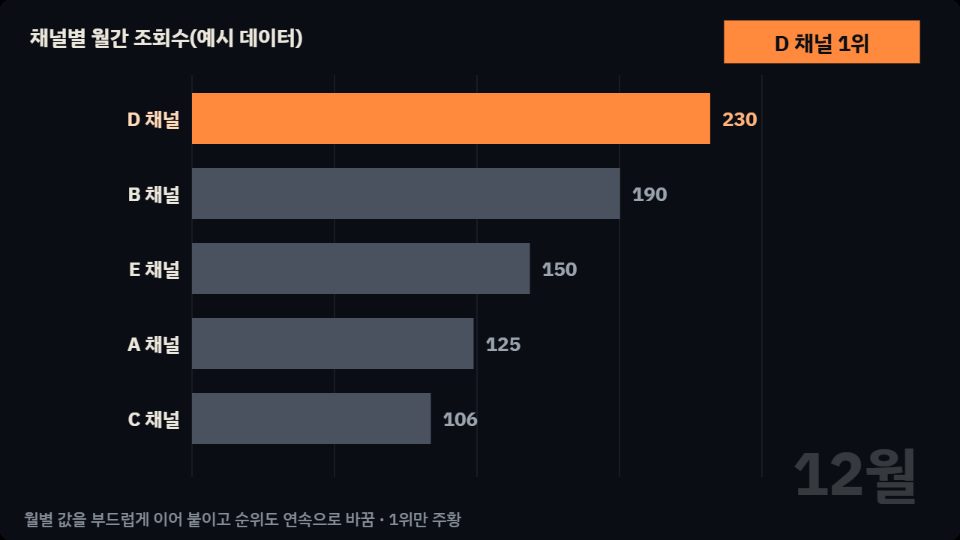 채널별 월간 조회수(예시 데이터)
D 채널 1위
D 채널 230
B 채널 190
E 채널 150
A 채널 125
C 채널 106
12월
월별 값을 부드럽게 이어 붙이고 순위도 연속으로 바꿈 · 1위만 주황